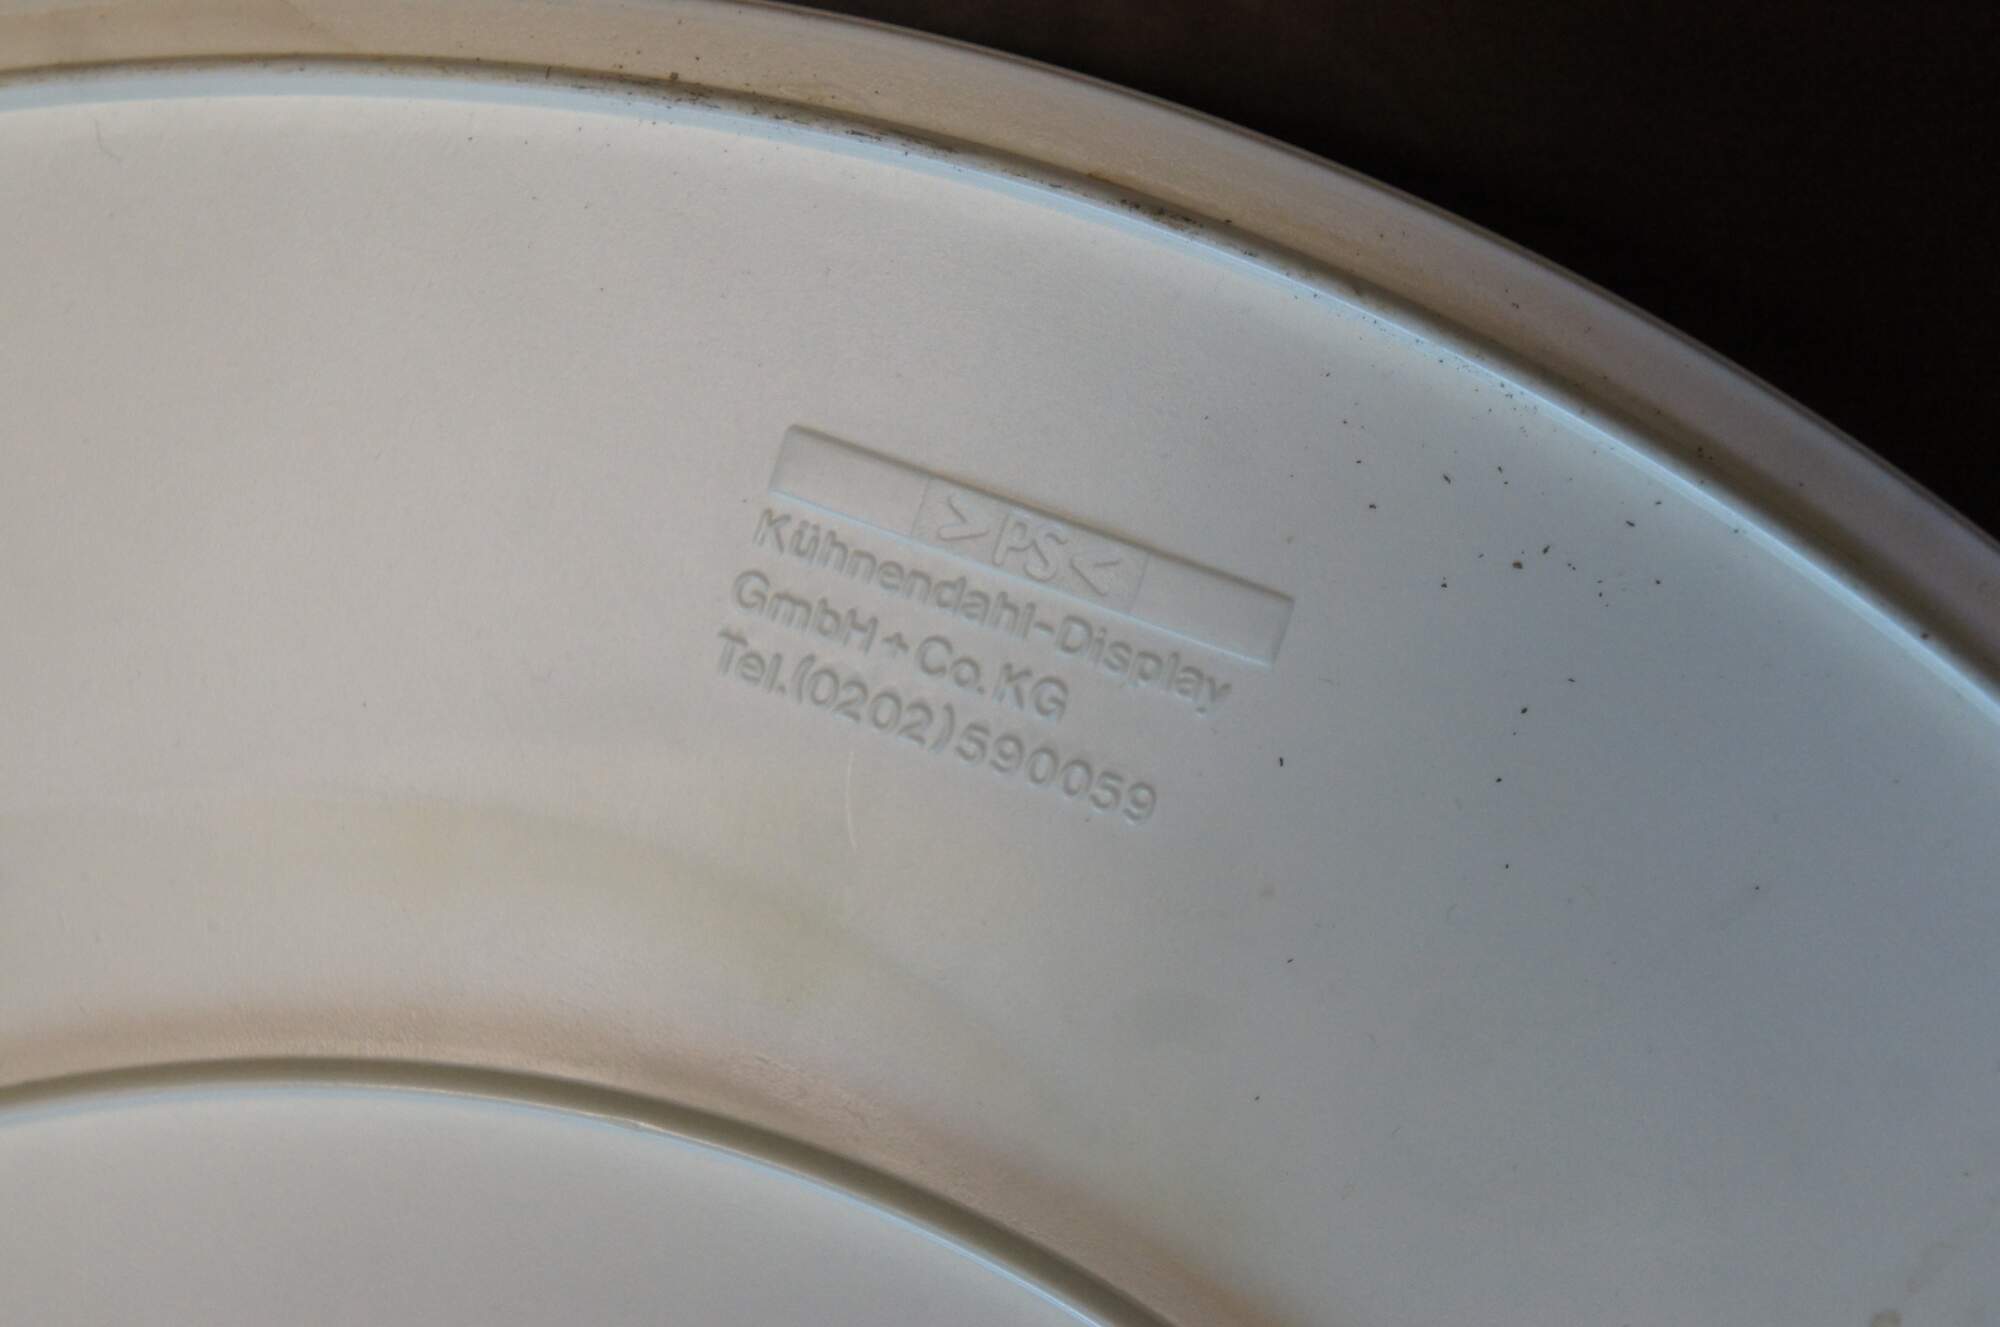 >PS<
Kühnendahl-Display
GmbH + Co. KG
Tel. (0202) 590059